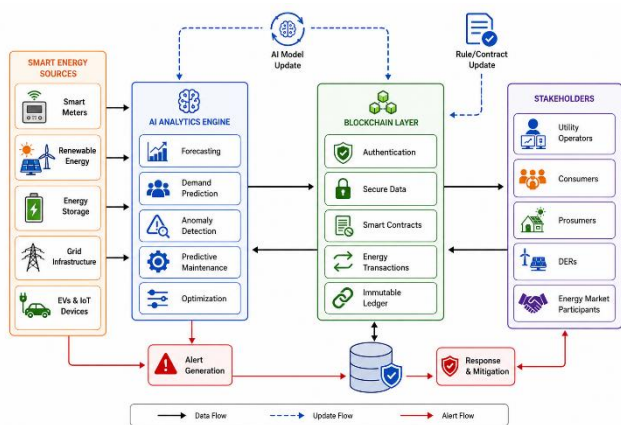 AI Model
Update
Rule/Contract
Update
SMART ENERGY
SOURCES
Smart
Meters
Renewable
Energy
Energy
Storage
Grid
Infrastructure
EVs & IoT
Devices
AI ANALYTICS ENGINE
Forecasting
Demand
Prediction
Anomaly
Detection
Predictive
Maintenance
Optimization
BLOCKCHAIN LAYER
Authentication
Secure Data
Smart Contracts
Energy
Transactions
Immutable
Ledger
STAKEHOLDERS
Utility
Operators
Consumers
Prosumers
DERs
Energy Market
Participants
Alert
Generation
Response
& Mitigation
Data Flow
Update Flow
Alert Flow